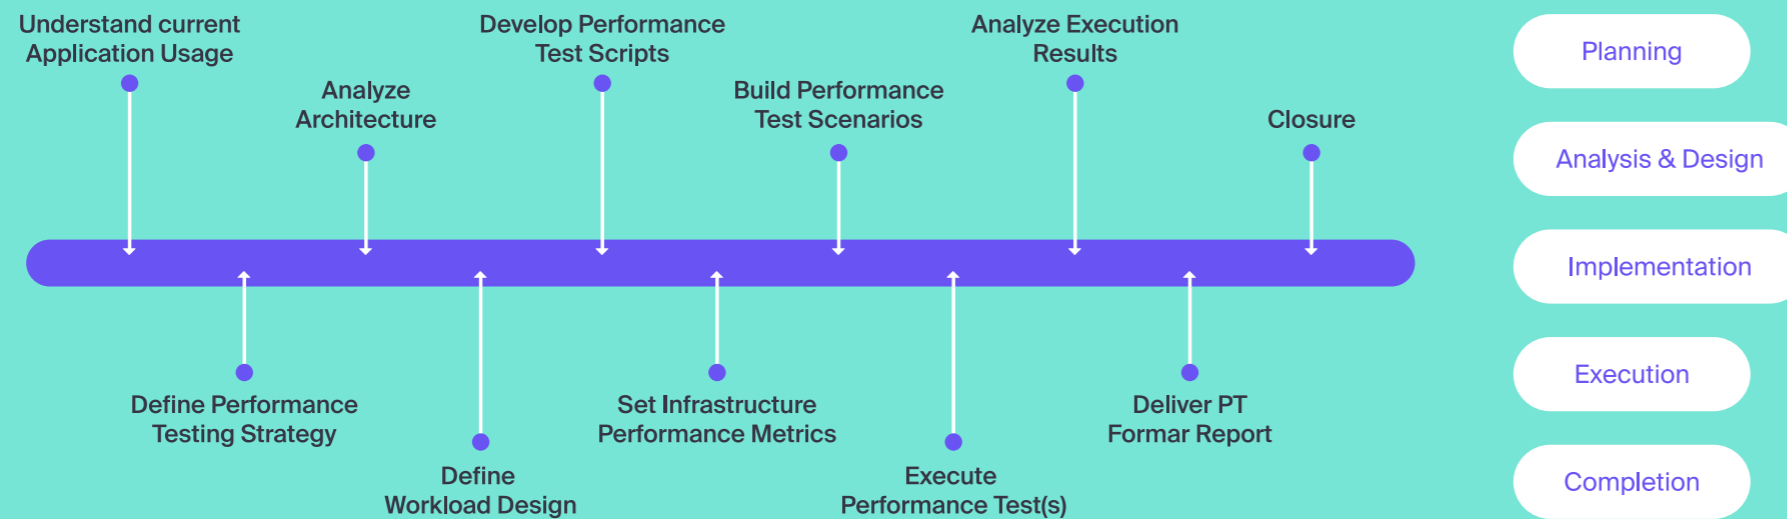 Understand current
Application Usage
Develop Performance
Test Scripts
Analyze Execution
Results
Analyze
Architecture
Build Performance
Test Scenarios
Closure
Define Performance
Testing Strategy
Set Infrastructure
Performance Metrics
Deliver PT
Formar Report
Define
Workload Design
Execute
Performance Test(s)
Planning
Analysis & Design
Implementation
Execution
Completion